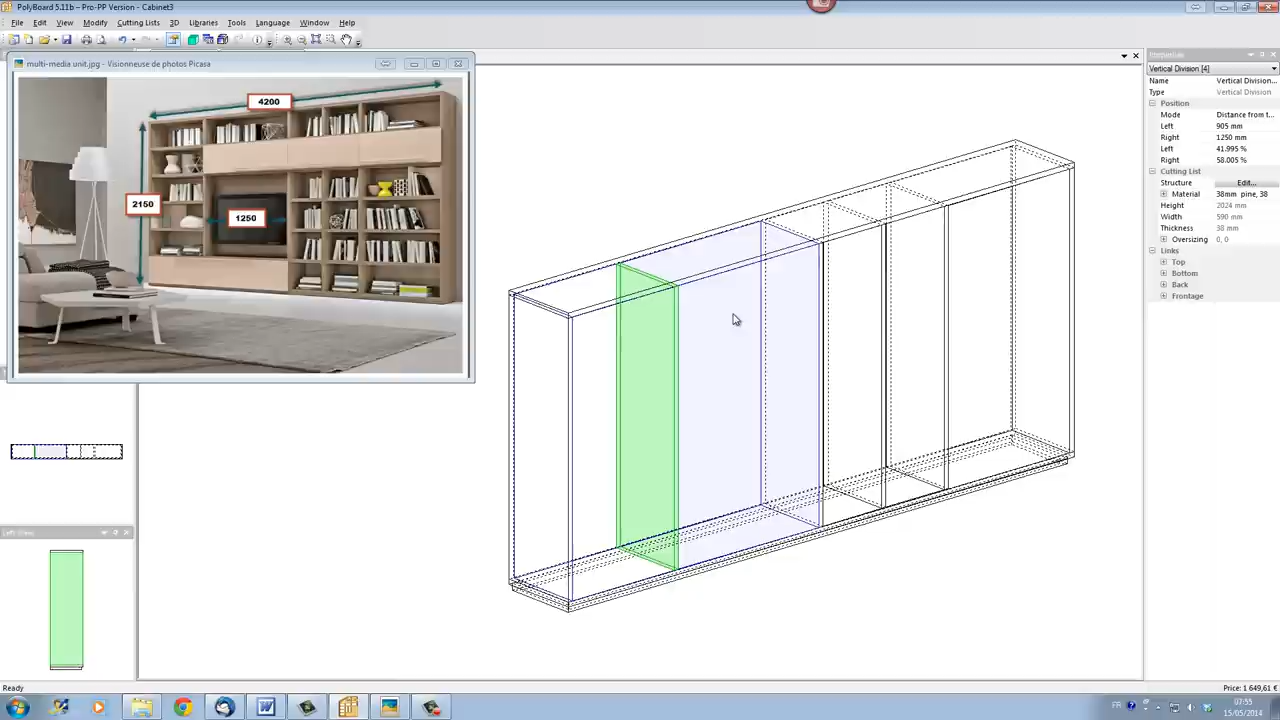 PolyBoard 5.11b - Pro-PP Version - Cabinet3
File Edit View Modify Cutting Lists 3D Libraries Tools Language Window Help
multi-media unit.jpg - Visionneuse de photos Picasa
4200
2150
1250
Vertical Division [4]
Name Vertical Division...
Type Vertical Division
Position
Mode Distance from t...
Left 905 mm
Right 1250 mm
Left 41.995 %
Right 58.005 %
Cutting List
Structure Edit...
Material 38mm pine, 38
Height 2024 mm
Width 590 mm
Thickness 38 mm
Oversizing 0, 0
Links
Top
Bottom
Back
Frontage
Ready
Price: 1 649,61 €
FR
07:55
15/05/2014